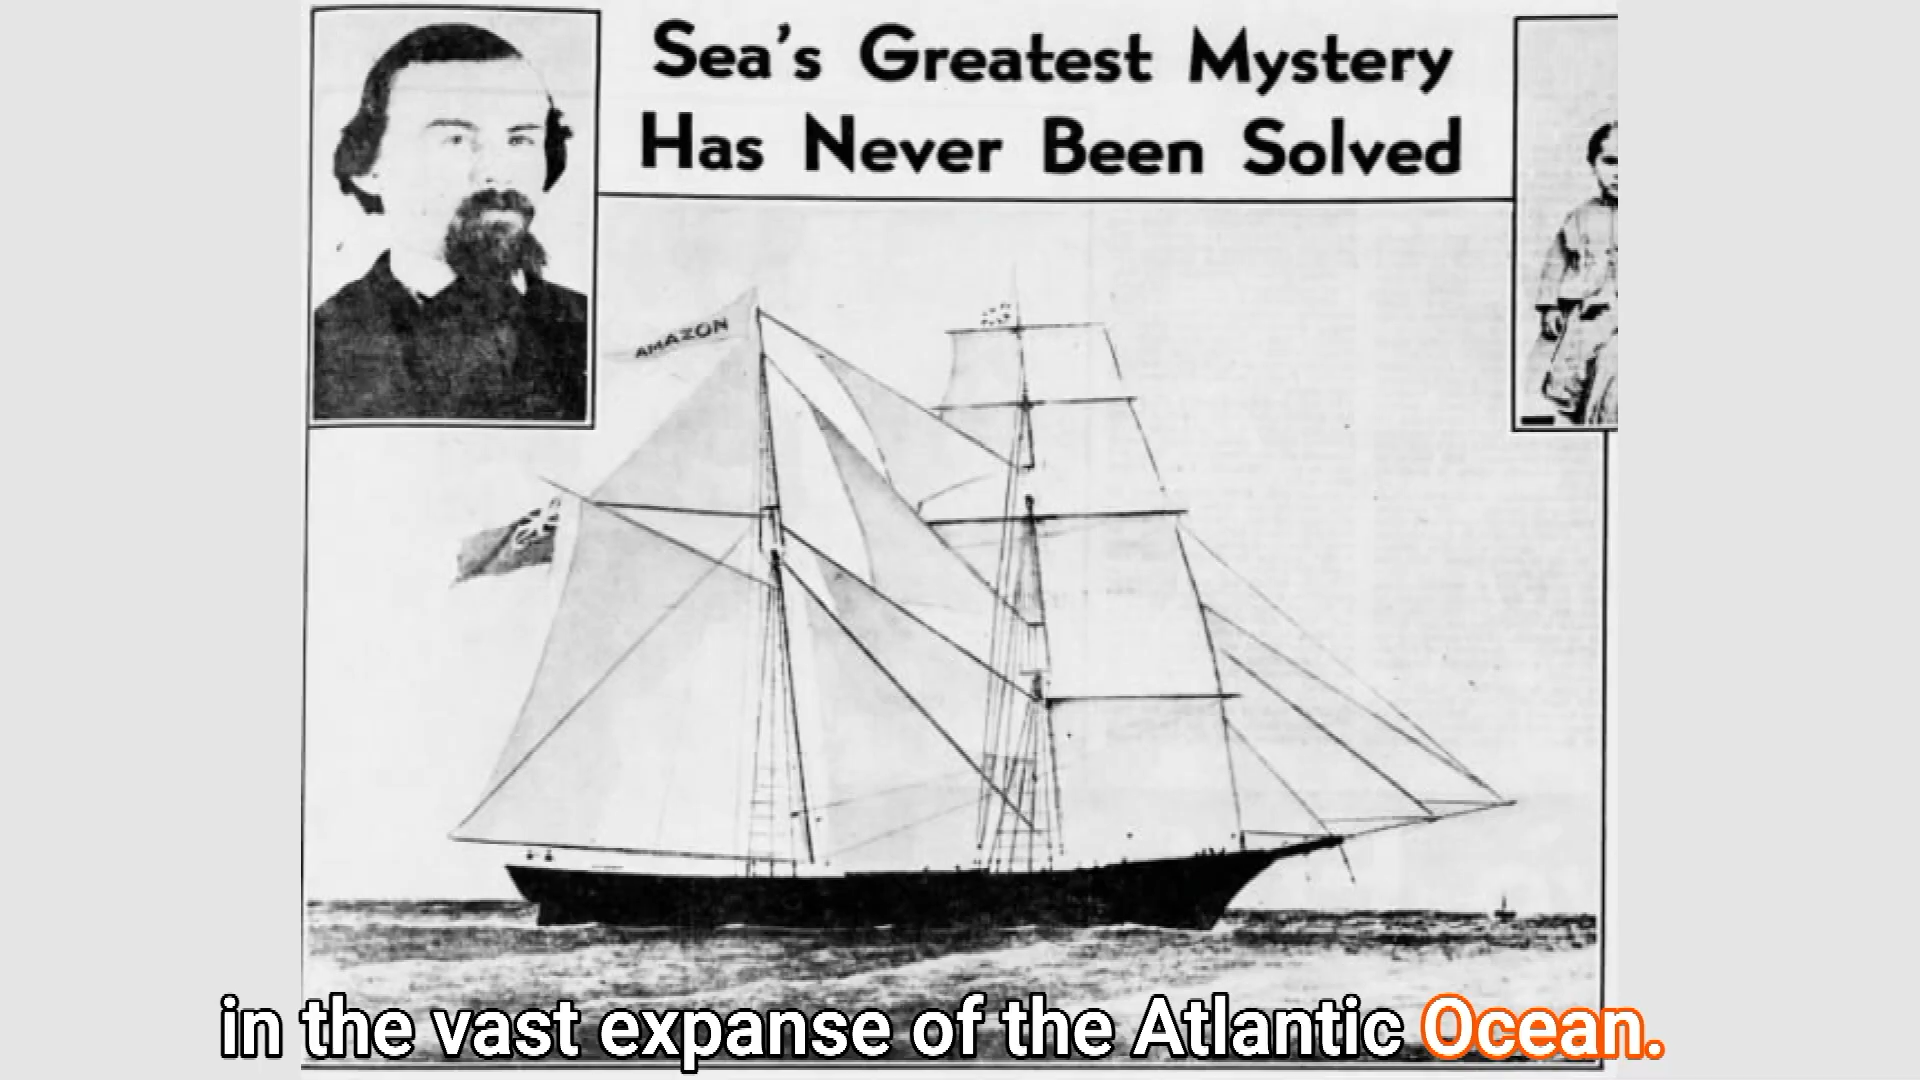 Sea's Greatest Mystery
Has Never Been Solved
AMAZON
in the vast expanse of the Atlantic Ocean.